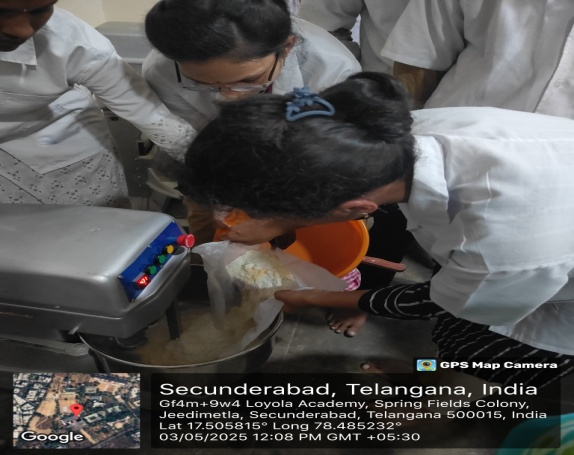 GPS Map Camera
Secunderabad, Telangana, India
Gf4m+9w4 Loyola Academy, Spring Fields Colony,
Jeedimetla, Secunderabad, Telangana 500015, India
Lat 17.505815° Long 78.485232°
03/05/2025 12:08 PM GMT +05:30
Google